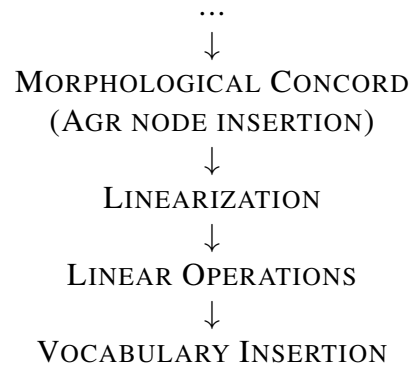 ...
↓
MORPHOLOGICAL CONCORD
(AGR NODE INSERTION)
↓
LINEARIZATION
↓
LINEAR OPERATIONS
↓
VOCABULARY INSERTION